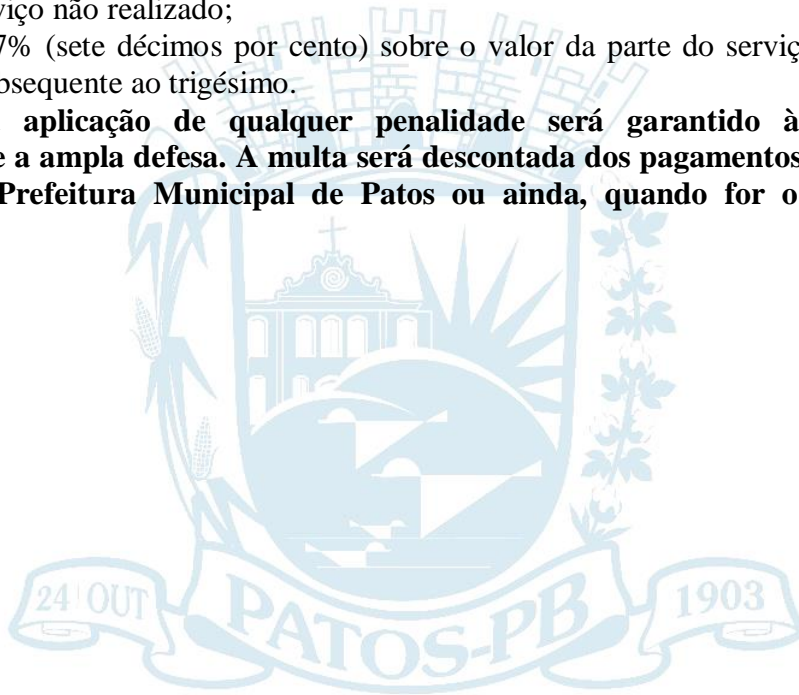 viço não realizado;
7% (sete décimos por cento) sobre o valor da parte do serviç
bsequente ao trigésimo.
aplicação de qualquer penalidade será garantido à
e a ampla defesa. A multa será descontada dos pagamentos
Prefeitura Municipal de Patos ou ainda, quando for o
24 OUT
PATOS-PB
1903